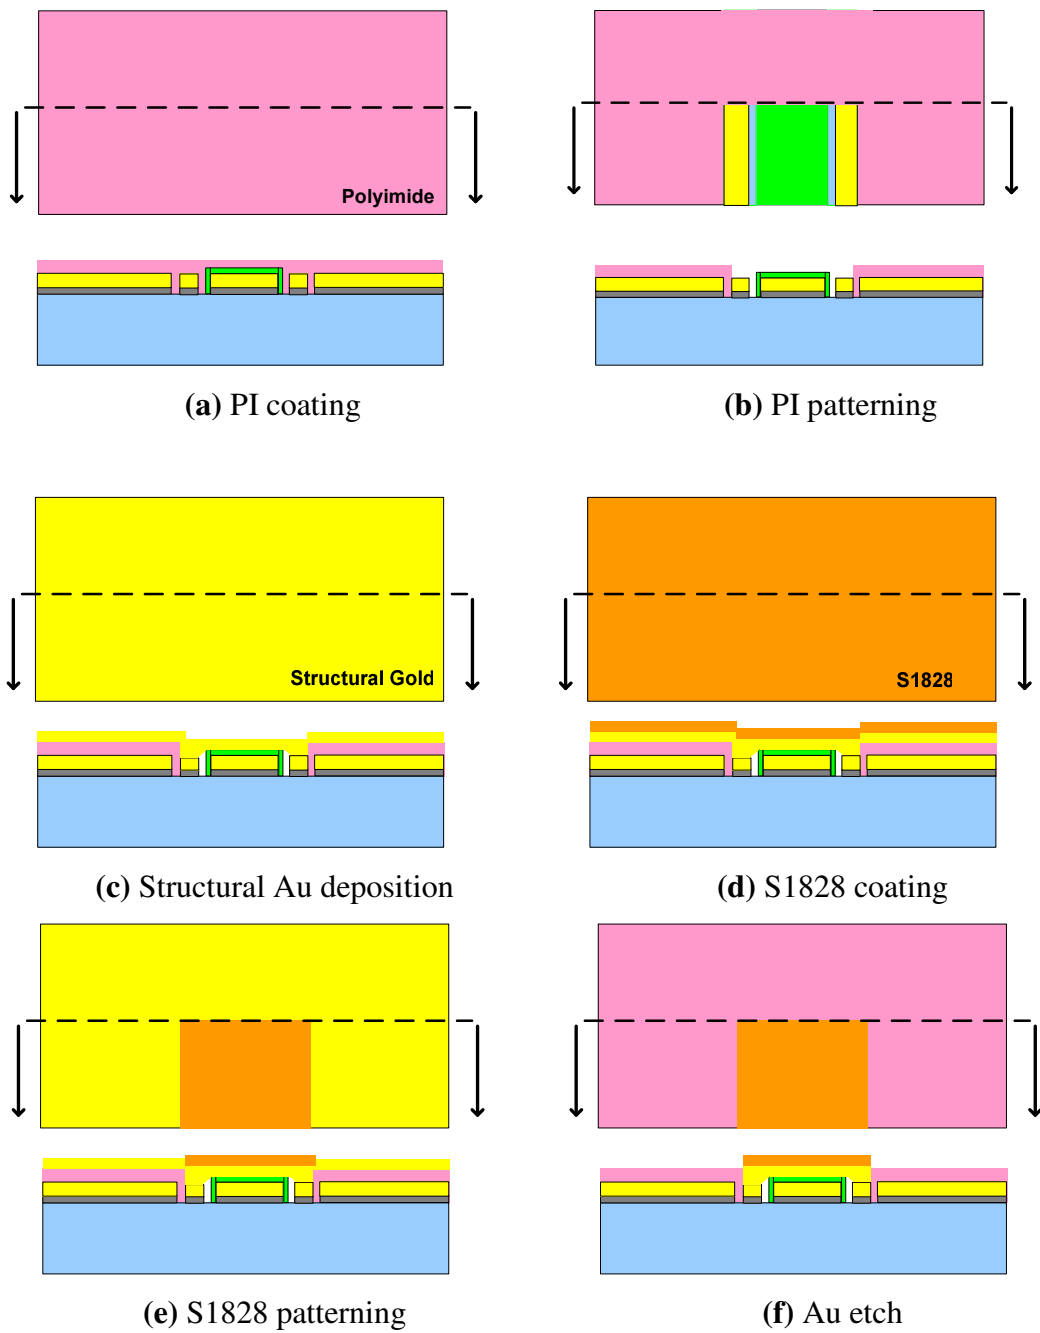 Polyimide
(a) PI coating
(b) PI patterning
Structural Gold
S1828
(c) Structural Au deposition
(d) S1828 coating
(e) S1828 patterning
(f) Au etch